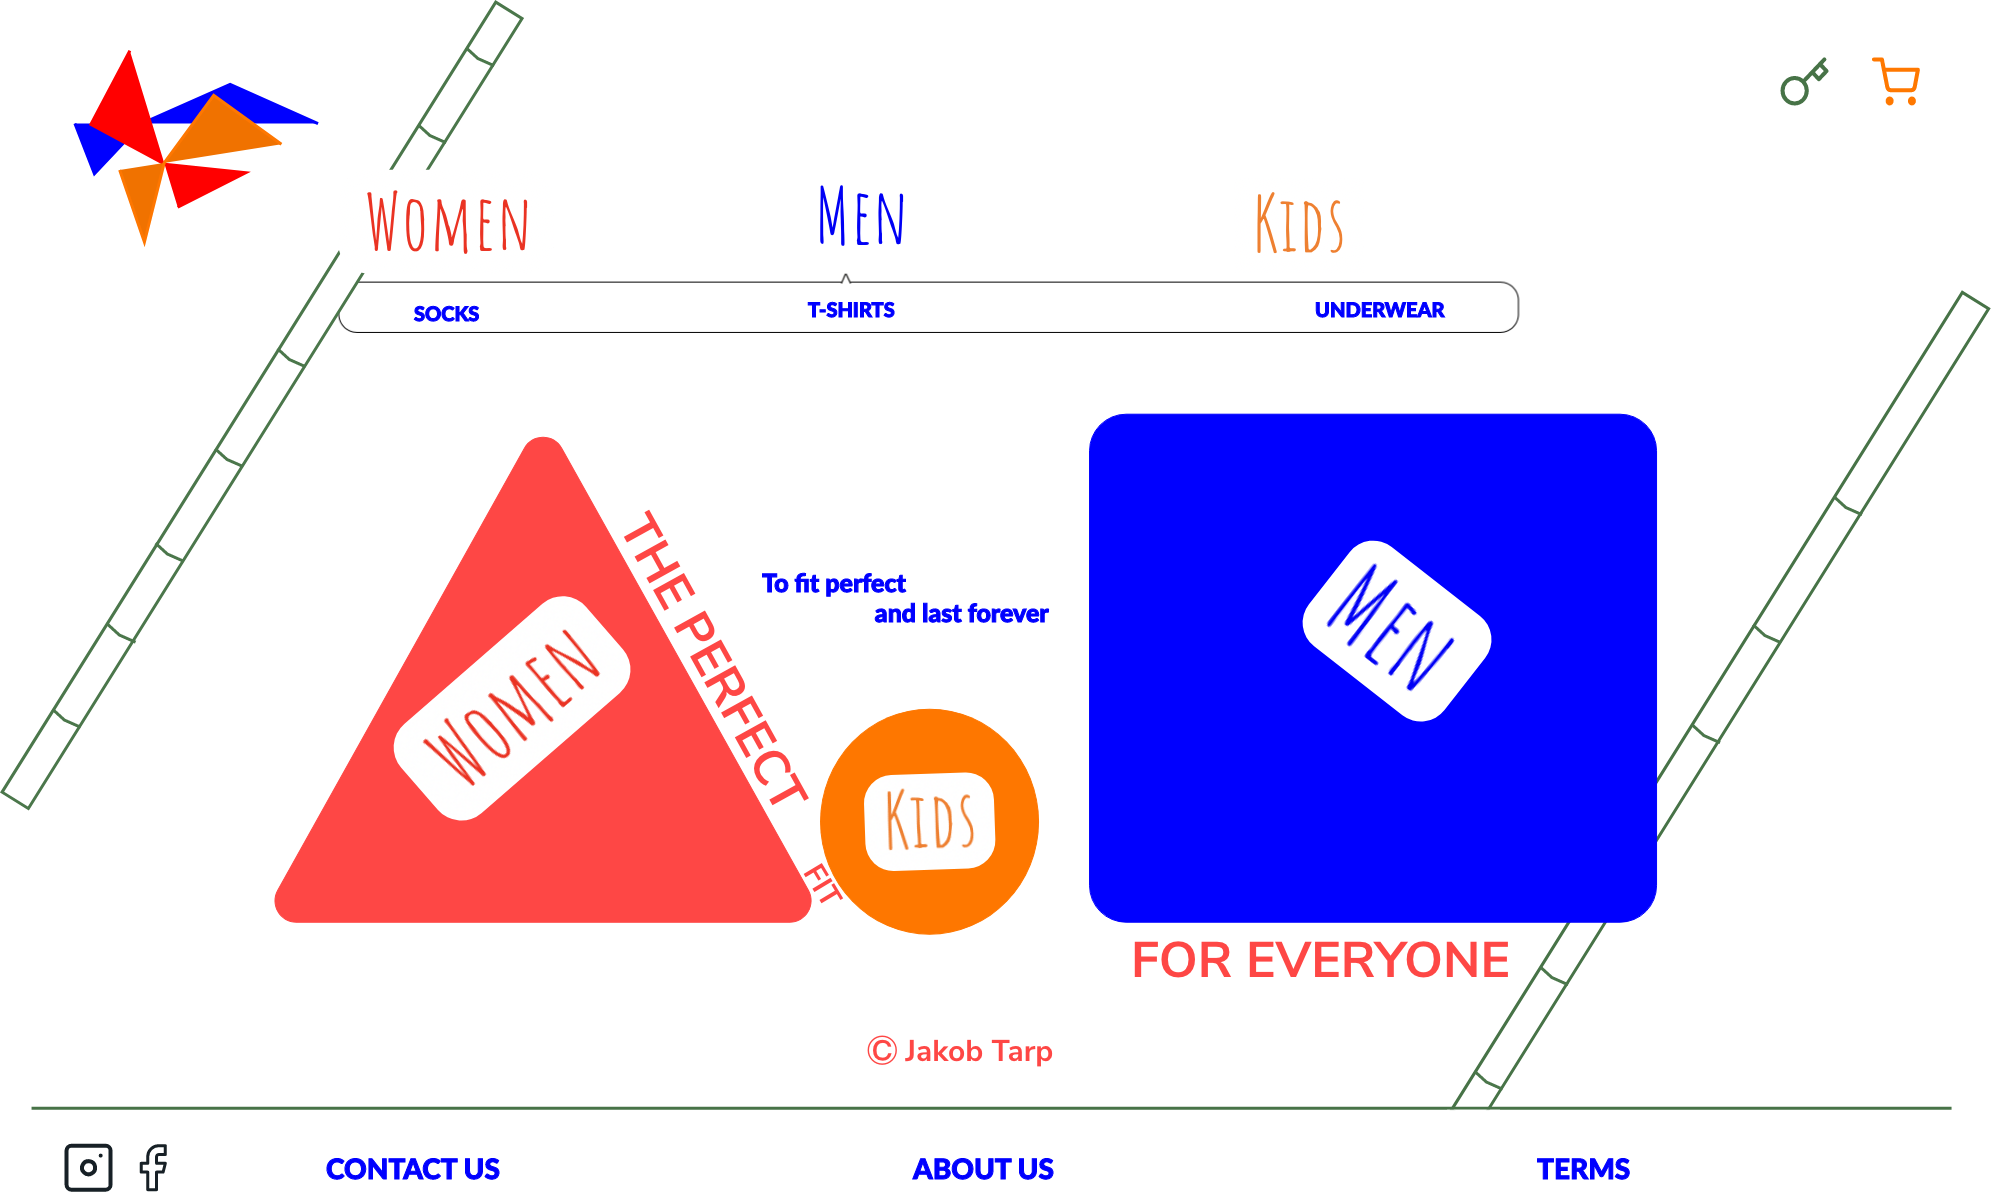 Women
Men
Kids
SOCKS
T-SHIRTS
UNDERWEAR
THE PERFECT
FIT
To fit perfect
and last forever
Women
Kids
Men
FOR EVERYONE
© Jakob Tarp
CONTACT US
ABOUT US
TERMS